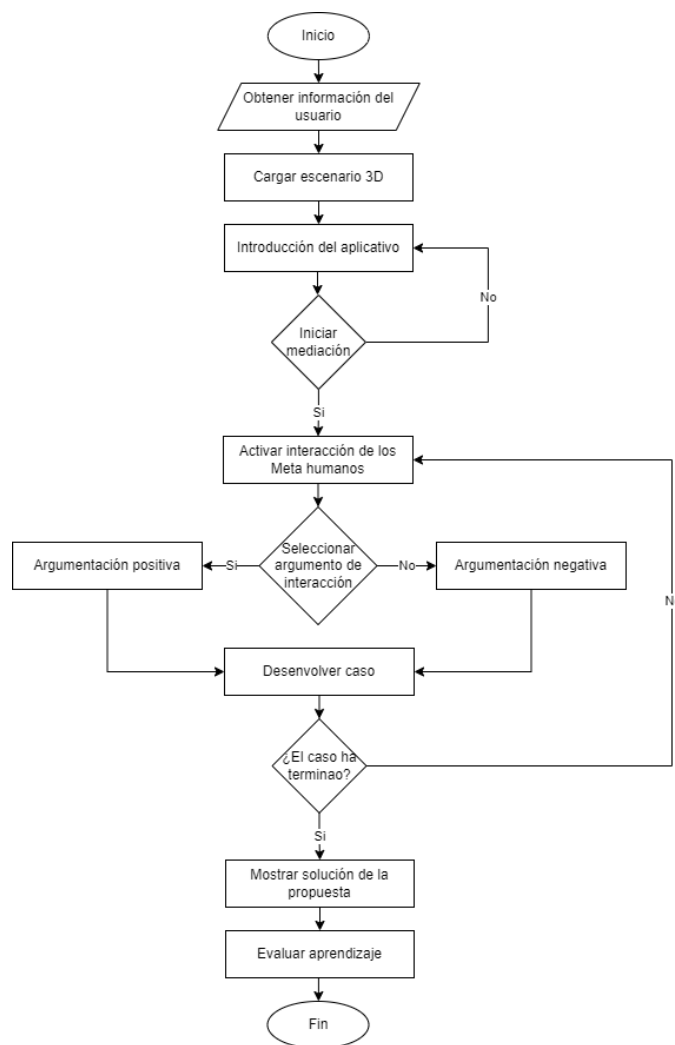 Inicio
Obtener información del
usuario
Cargar escenario 3D
Introducción del aplicativo
No
Iniciar
mediación
Si
Activar interacción de los
Meta humanos
Seleccionar
argumento de
interacción
Si
Argumentación positiva
No
Argumentación negativa
N
Desenvolver caso
¿El caso ha
terminao?
Si
Mostrar solución de la
propuesta
Evaluar aprendizaje
Fin